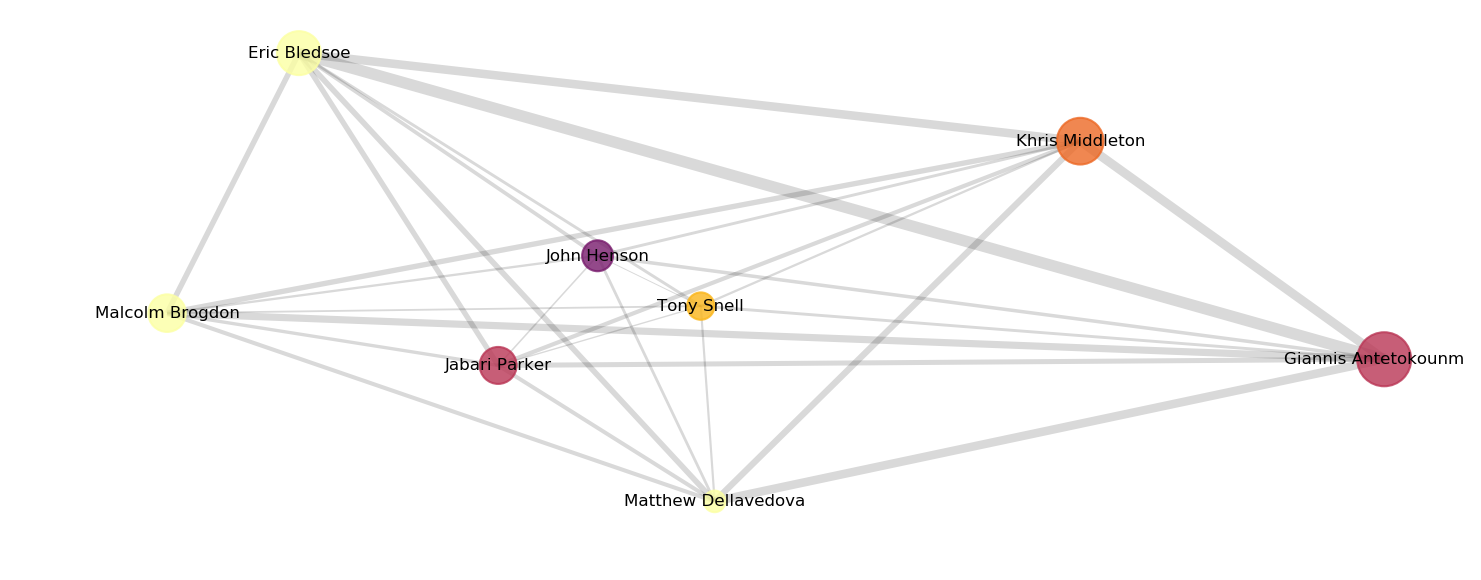 Eric Bledsoe
Khris Middleton
John Henson
Tony Snell
Malcolm Brogdon
Giannis Antetokounm
Jabari Parker
Matthew Dellavedova